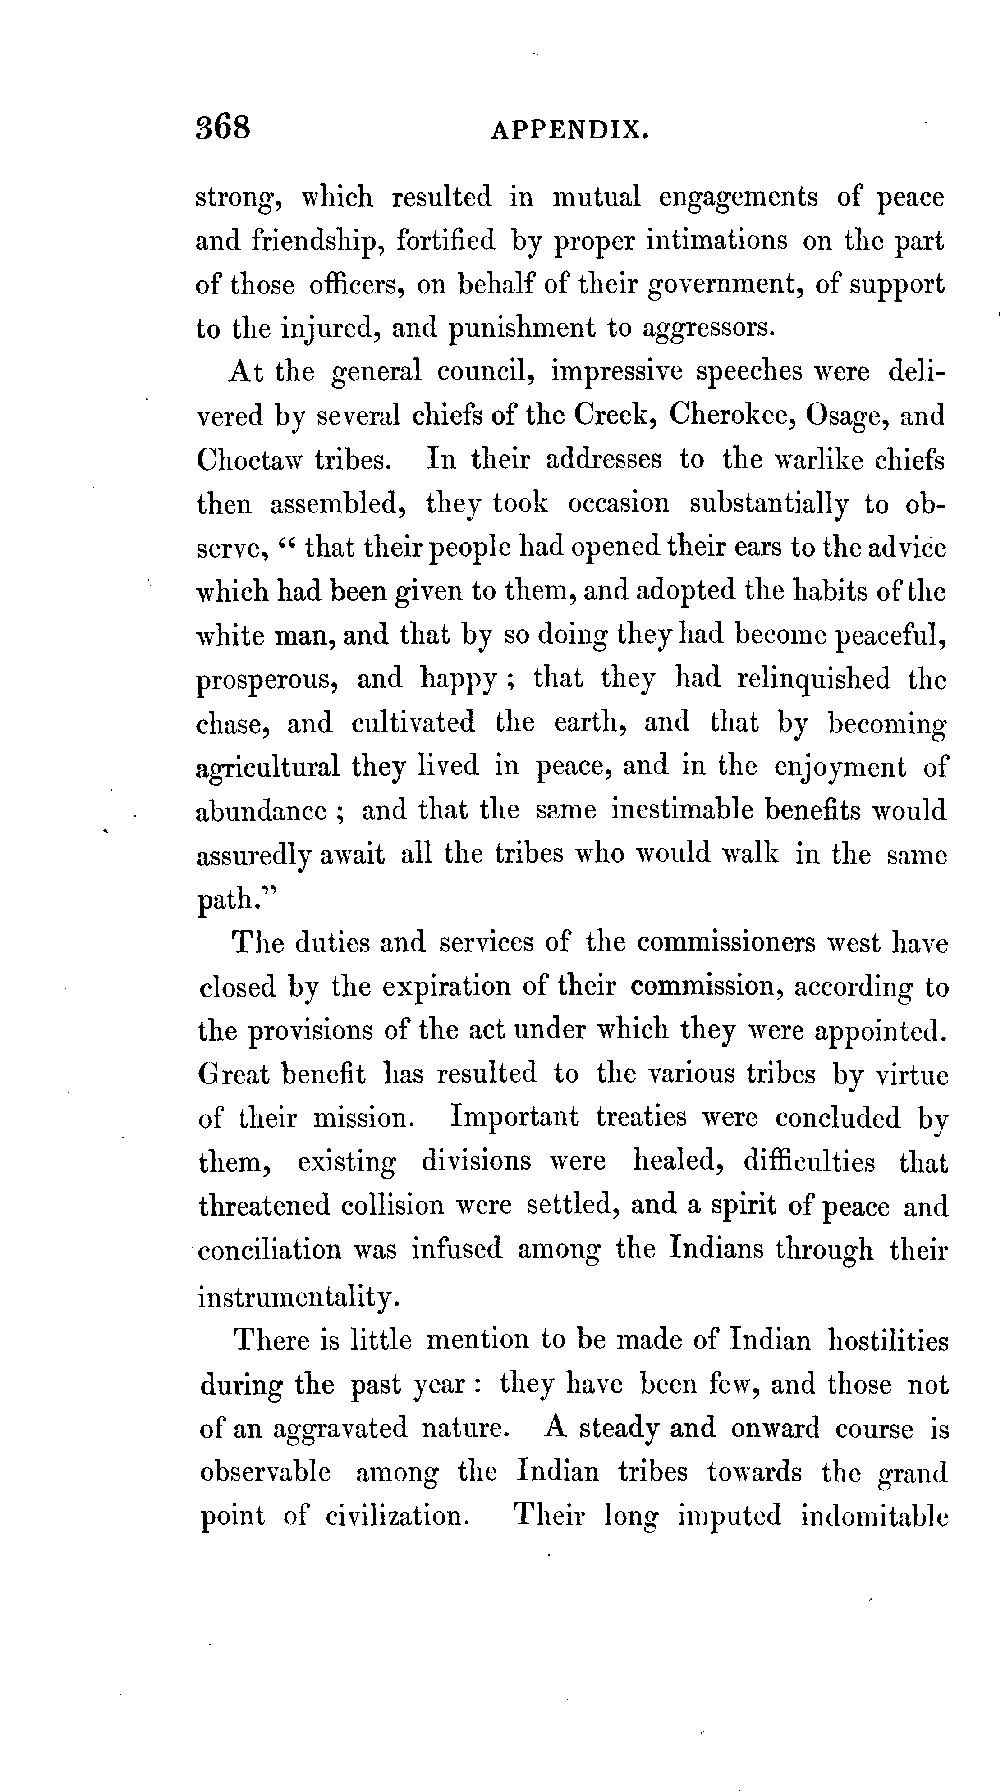 368 APPENDIX.
strong, which resulted in mutual engagements of peace
and friendship, fortified by proper intimations on the part
of those officers, on behalf of their government, of support
to the injured, and punishment to aggressors.
At the general council, impressive speeches were deli-
vered by several chiefs of the Creek, Cherokee, Osage, and
Choctaw tribes. In their addresses to the warlike chiefs
then assembled, they took occasion substantially to ob-
serve, “ that their people had opened their ears to the advice
which had been given to them, and adopted the habits of the
white man, and that by so doing they had become peaceful,
prosperous, and happy ; that they had relinquished the
chase, and cultivated the earth, and that by becoming
agricultural they lived in peace, and in the enjoyment of
abundance ; and that the same inestimable benefits would
assuredly await all the tribes who would walk in the same
path.”
The duties and services of the commissioners west have
closed by the expiration of their commission, according to
the provisions of the act under which they were appointed.
Great benefit has resulted to the various tribes by virtue
of their mission. Important treaties were concluded by
them, existing divisions were healed, difficulties that
threatened collision were settled, and a spirit of peace and
conciliation was infused among the Indians through their
instrumentality.
There is little mention to be made of Indian hostilities
during the past year : they have been few, and those not
of an aggravated nature. A steady and onward course is
observable among the Indian tribes towards the grand
point of civilization. Their long imputed indomitable